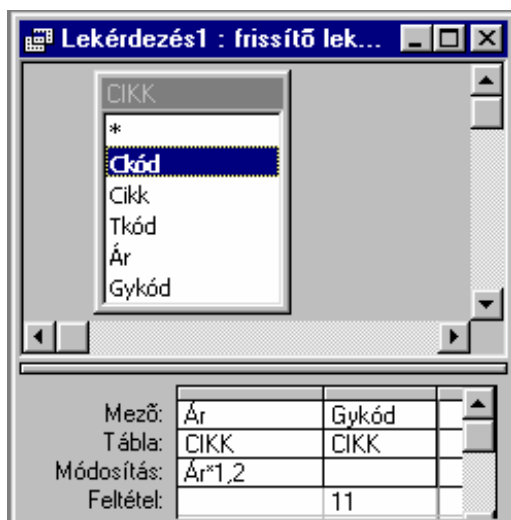 Lekérdezés1 : frissítõ lek...
CIKK
*
Ckód
Cikk
Tkód
Ár
Gykód
Mező: Ár Gykód
Tábla: CIKK CIKK
Módosítás: Ár*1,2
Feltétel: 11